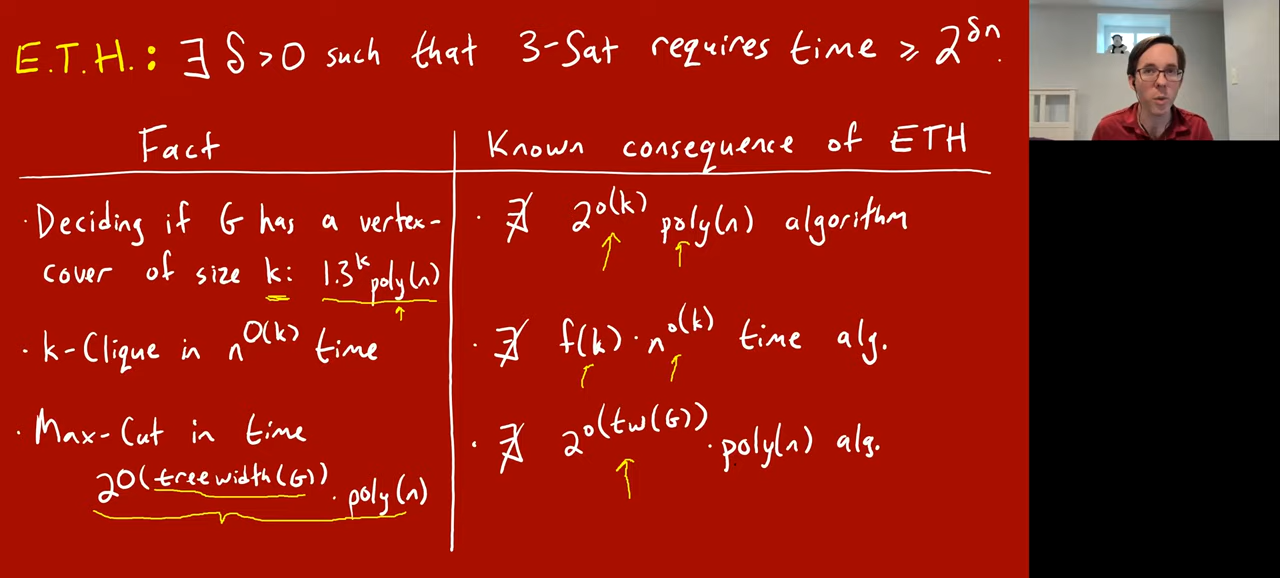 E.T.H.: ∃ δ > 0 such that 3-Sat requires time ≥ 2^{δn}.
Fact
Known consequence of ETH
· Deciding if G has a vertex-
cover of size k: 1.3^k poly(n)
· ∄ 2^{o(k)} poly(n) algorithm
· k-Clique in n^{O(k)} time
· ∄ f(k) · n^{o(k)} time alg.
· Max-Cut in time
2^{O(treewidth(G))} · poly(n)
· ∄ 2^{o(tw(G))} · poly(n) alg.